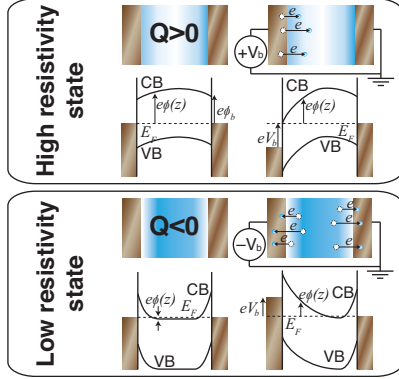 High resistivity
state
Q>0
+V_b
e
e
e
CB
eϕ(z)
eϕ_b
E_F
VB
CB
eϕ(z)
eV_b
E_F
VB
Low resistivity
state
Q<0
−V_b
e
e
e
e
e
e
CB
eϕ(z)
E_F
VB
CB
eϕ(z)
eV_b
E_F
VB